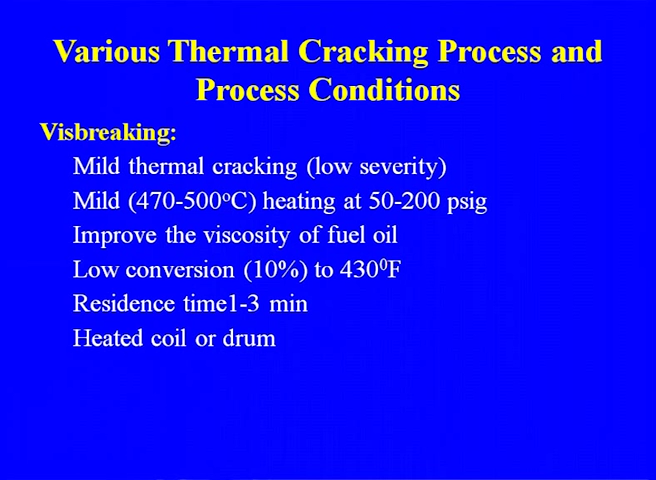 Various Thermal Cracking Process and
Process Conditions
Visbreaking:
Mild thermal cracking (low severity)
Mild (470-500°C) heating at 50-200 psig
Improve the viscosity of fuel oil
Low conversion (10%) to 430⁰F
Residence time1-3 min
Heated coil or drum